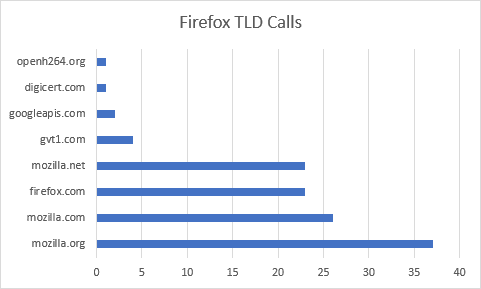 Firefox TLD Calls
openh264.org
digicert.com
googleapis.com
gvt1.com
mozilla.net
firefox.com
mozilla.com
mozilla.org
0 5 10 15 20 25 30 35 40